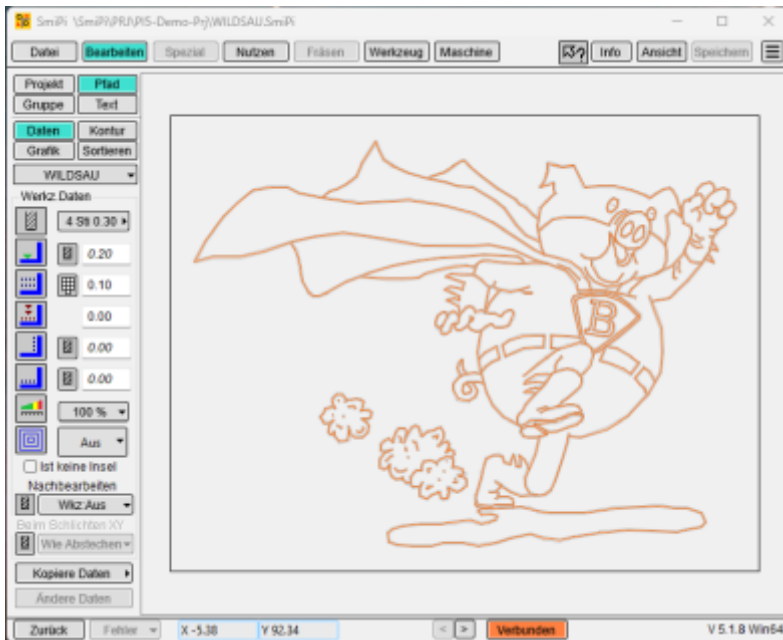 SmiPi \SmiPi\PRJ\PI5-Demo-Prj\WILDSAU.SmiPi
Datei Bearbeiten Spezial Nutzen Fräsen Werkzeug Maschine ? Info Ansicht Speichern
Projekt Pfad
Gruppe Text
Daten Kontur
Grafik Sortieren
WILDSAU
Werkz.Daten
4 Sti 0.30
0.20
0.10
0.00
0.00
0.00
100 %
Aus
Ist keine Insel
Nachbearbeiten
Wkz:Aus
Beim Schlichten XY
Wie Abstechen
Kopiere Daten
Ändere Daten
B
Zurück Fehler X -5.38 Y 92.34 < > Verbunden V 5.1.8 Win64